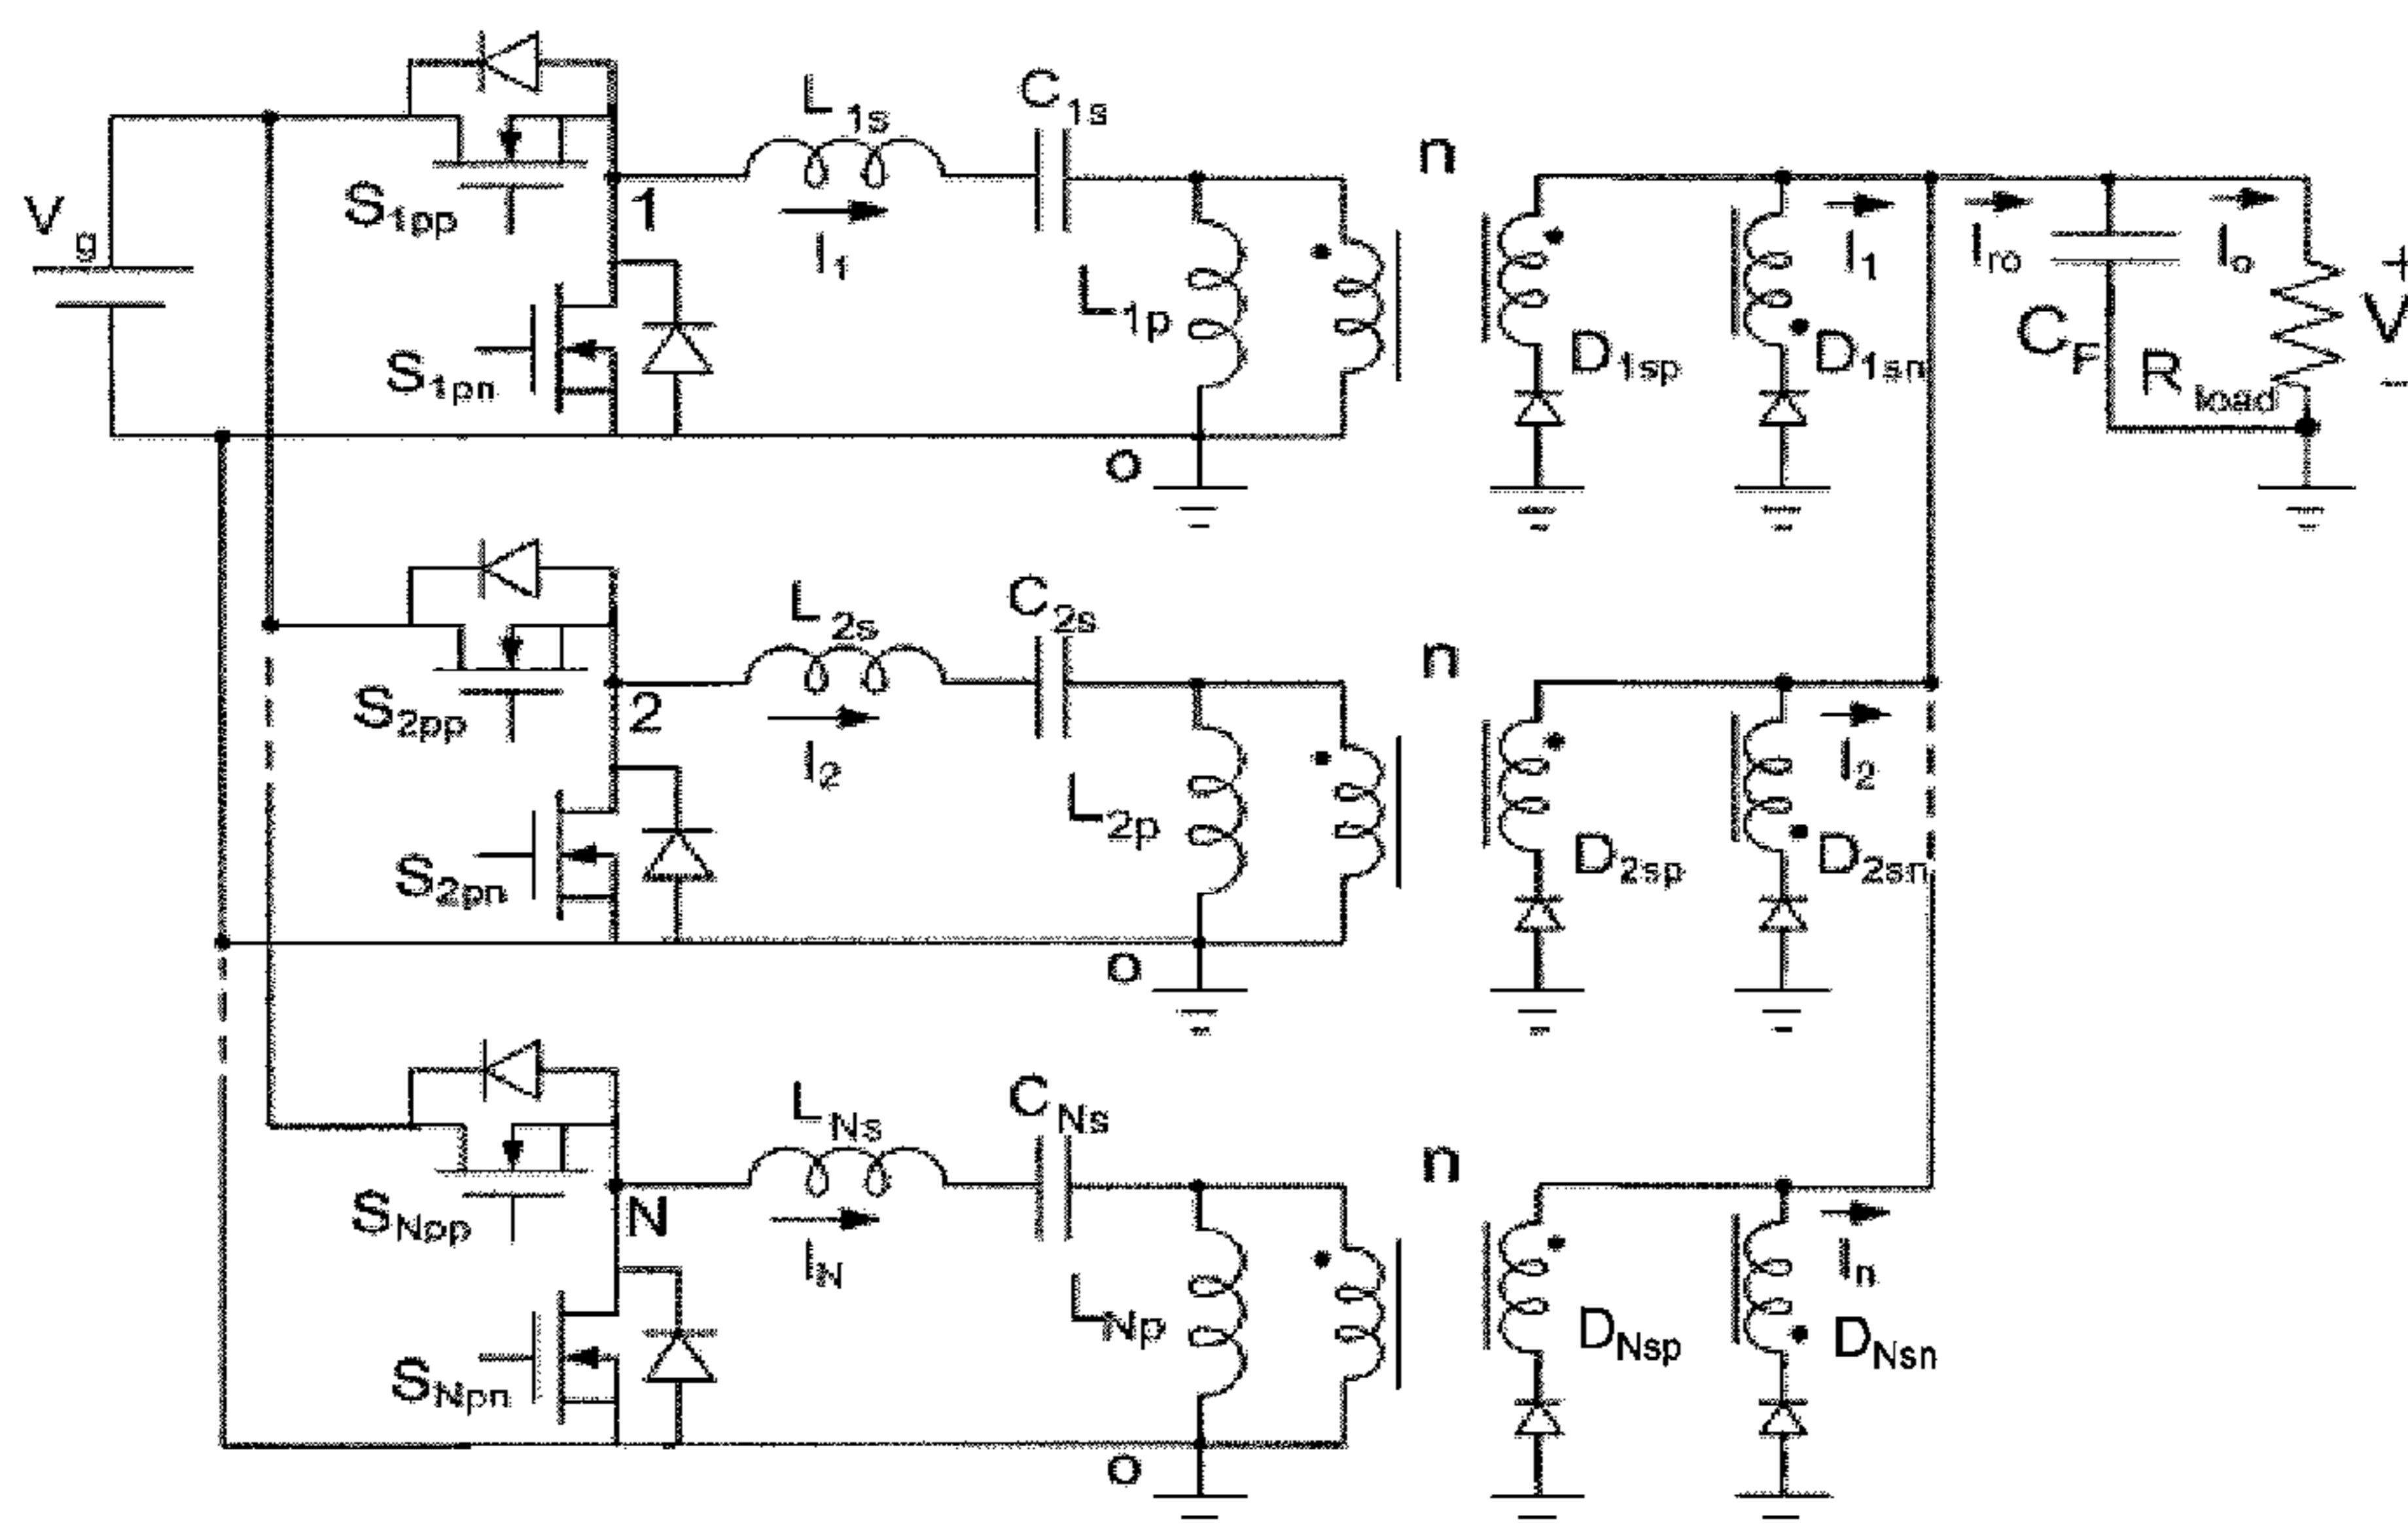 V g
S1pp
S1pn
1
L1s
I1
C1s
L1p
n
o
D1sp
D1sn
I1
Iro
CF
Io
Rload
+
V
-
S2pp
S2pn
2
L2s
I2
C2s
L2p
n
o
D2sp
D2sn
I2
SNpp
SNpn
N
LNs
IN
CNs
LNp
n
o
DNsp
DNsn
In